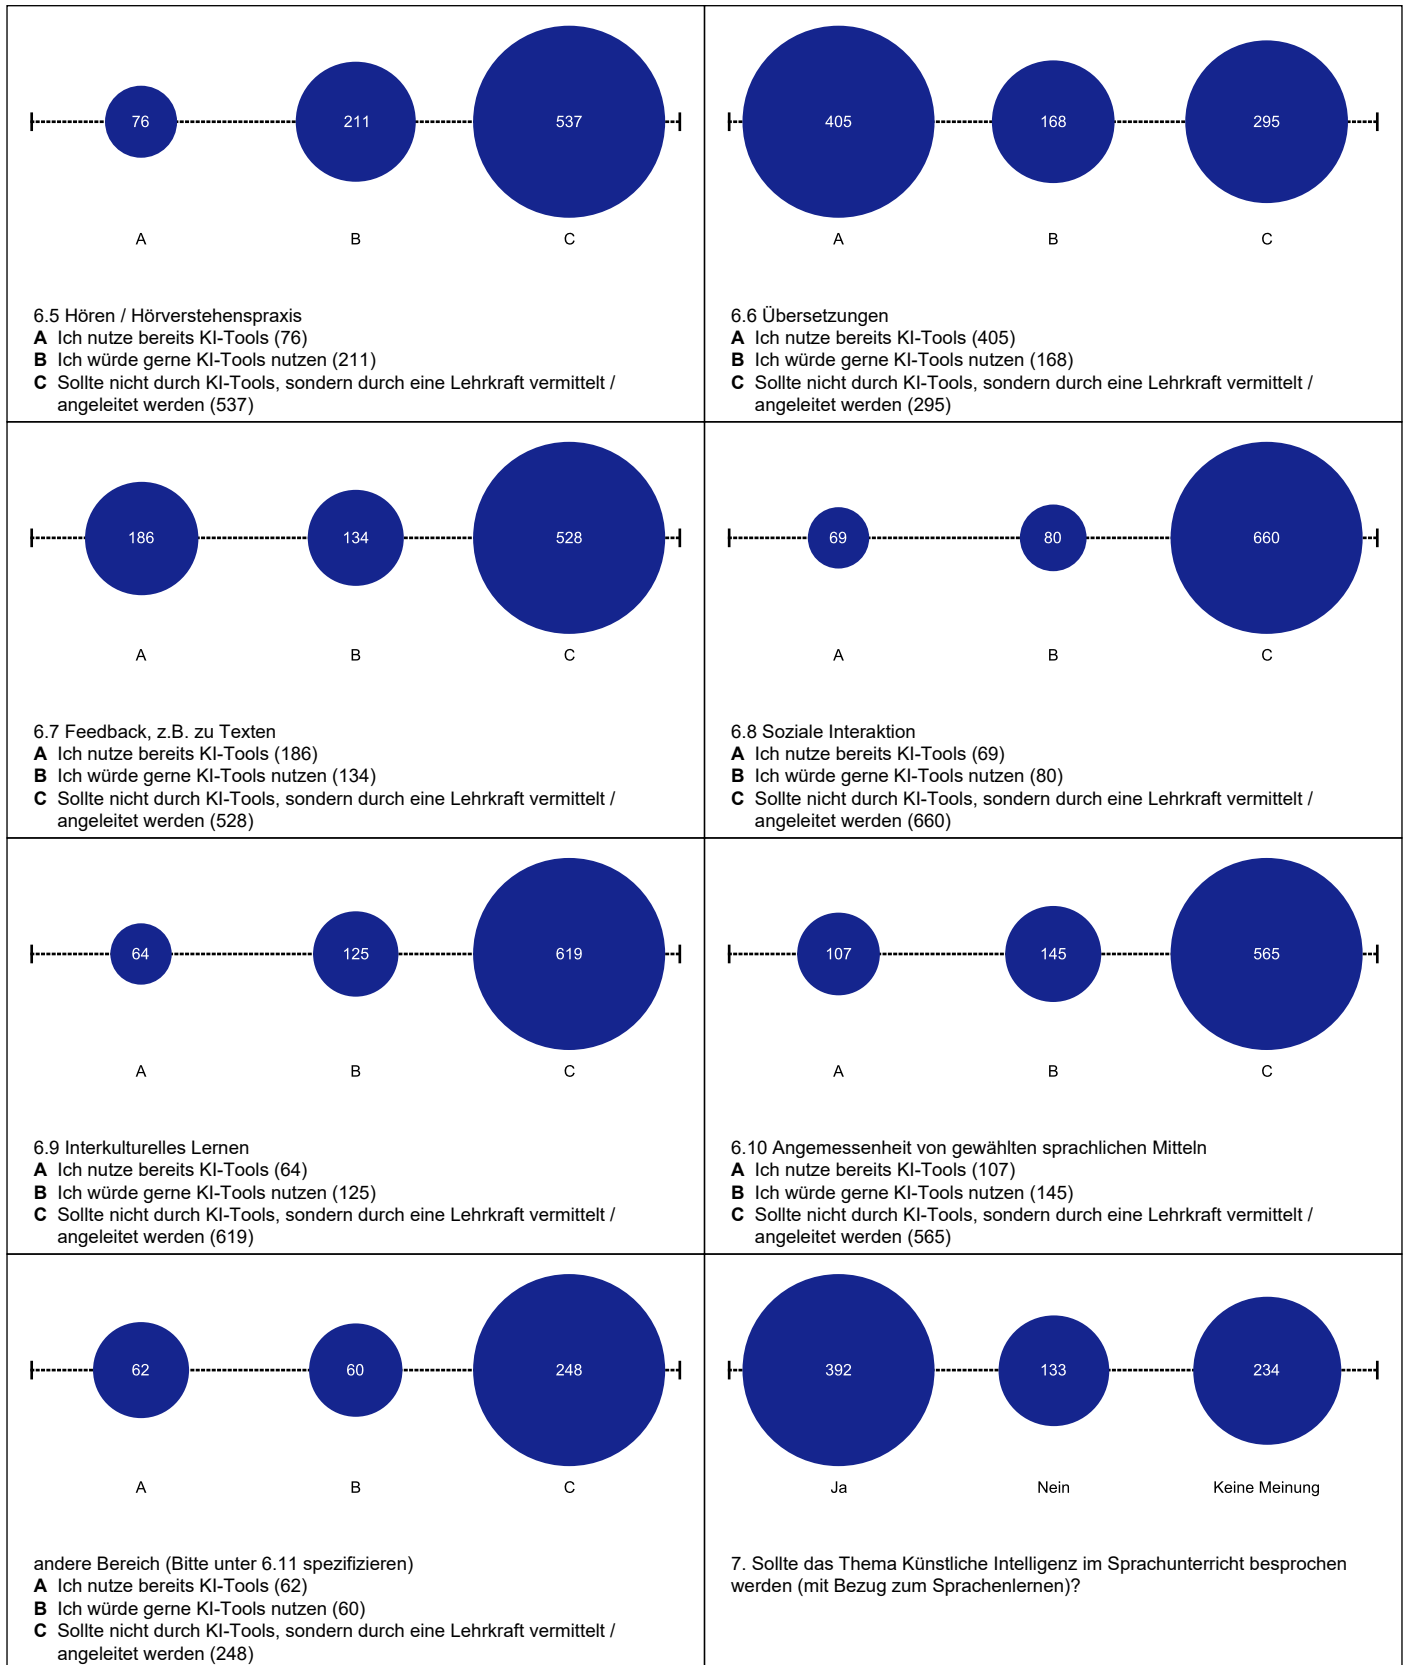 76 211 537
A B C
6.5 Hören / Hörverstehenspraxis
A Ich nutze bereits KI-Tools (76)
B Ich würde gerne KI-Tools nutzen (211)
C Sollte nicht durch KI-Tools, sondern durch eine Lehrkraft vermittelt /
angeleitet werden (537)
405 168 295
A B C
6.6 Übersetzungen
A Ich nutze bereits KI-Tools (405)
B Ich würde gerne KI-Tools nutzen (168)
C Sollte nicht durch KI-Tools, sondern durch eine Lehrkraft vermittelt /
angeleitet werden (295)
186 134 528
A B C
6.7 Feedback, z.B. zu Texten
A Ich nutze bereits KI-Tools (186)
B Ich würde gerne KI-Tools nutzen (134)
C Sollte nicht durch KI-Tools, sondern durch eine Lehrkraft vermittelt /
angeleitet werden (528)
69 80 660
A B C
6.8 Soziale Interaktion
A Ich nutze bereits KI-Tools (69)
B Ich würde gerne KI-Tools nutzen (80)
C Sollte nicht durch KI-Tools, sondern durch eine Lehrkraft vermittelt /
angeleitet werden (660)
64 125 619
A B C
6.9 Interkulturelles Lernen
A Ich nutze bereits KI-Tools (64)
B Ich würde gerne KI-Tools nutzen (125)
C Sollte nicht durch KI-Tools, sondern durch eine Lehrkraft vermittelt /
angeleitet werden (619)
107 145 565
A B C
6.10 Angemessenheit von gewählten sprachlichen Mitteln
A Ich nutze bereits KI-Tools (107)
B Ich würde gerne KI-Tools nutzen (145)
C Sollte nicht durch KI-Tools, sondern durch eine Lehrkraft vermittelt /
angeleitet werden (565)
62 60 248
A B C
andere Bereich (Bitte unter 6.11 spezifizieren)
A Ich nutze bereits KI-Tools (62)
B Ich würde gerne KI-Tools nutzen (60)
C Sollte nicht durch KI-Tools, sondern durch eine Lehrkraft vermittelt /
angeleitet werden (248)
392 133 234
Ja Nein Keine Meinung
7. Sollte das Thema Künstliche Intelligenz im Sprachunterricht besprochen
werden (mit Bezug zum Sprachenlernen)?